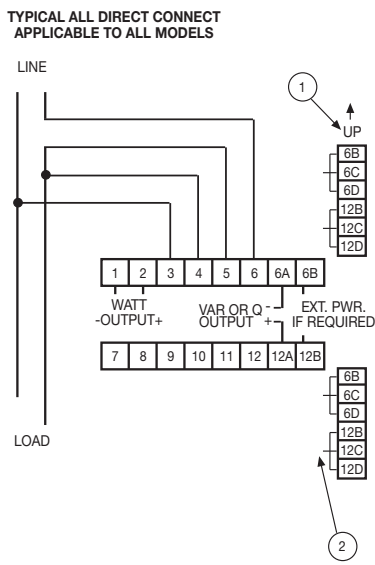 TYPICAL ALL DIRECT CONNECT
APPLICABLE TO ALL MODELS
LINE
1
UP
6B
6C
6D
12B
12C
12D
1 2 3 4 5 6 6A 6B
WATT
-OUTPUT+
VAR OR Q -
OUTPUT +
EXT. PWR.
IF REQUIRED
7 8 9 10 11 12 12A 12B
6B
6C
6D
12B
12C
12D
LOAD
2